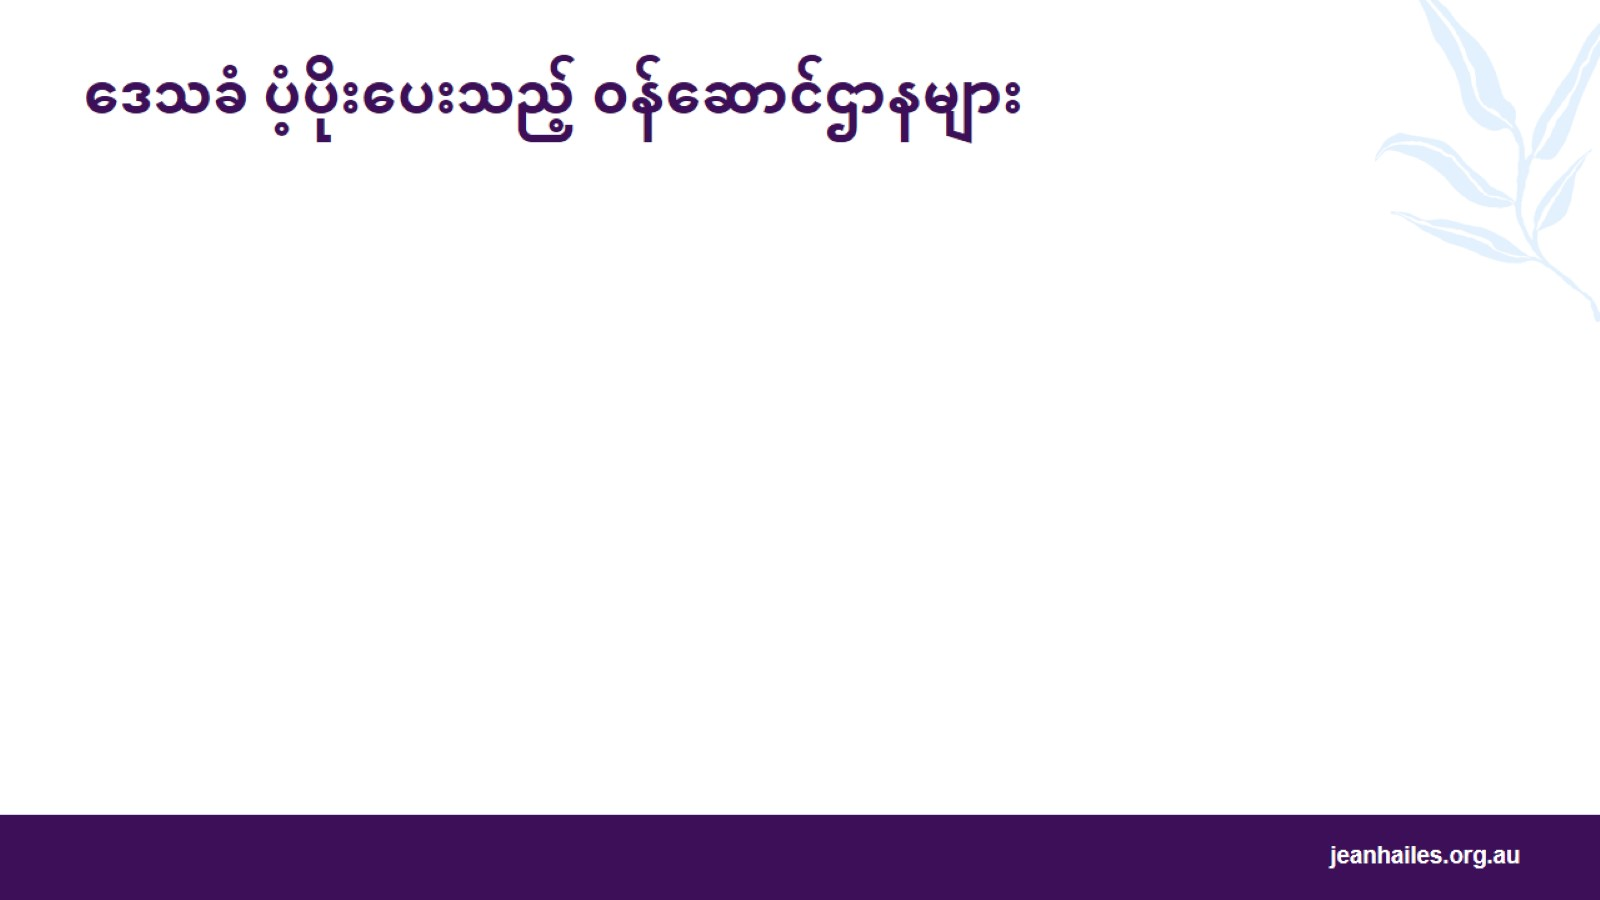 ဒေသခံ ပံ့ပိုးပေးသည့် ဝန်ဆောင်ဌာနများ
jeanhailes.org.au